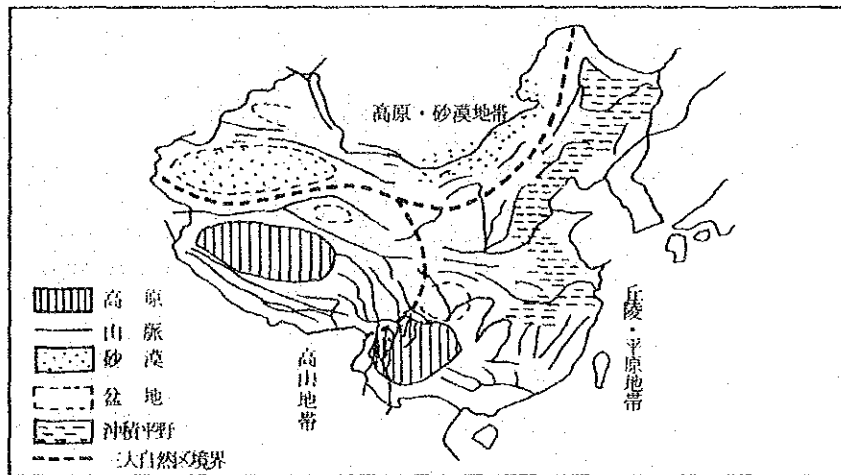 高原・砂漠地帯
丘陵・平原地帯
高山地帯
高 原
山 脈
砂 漠
盆 地
沖積平野
三大自然区境界